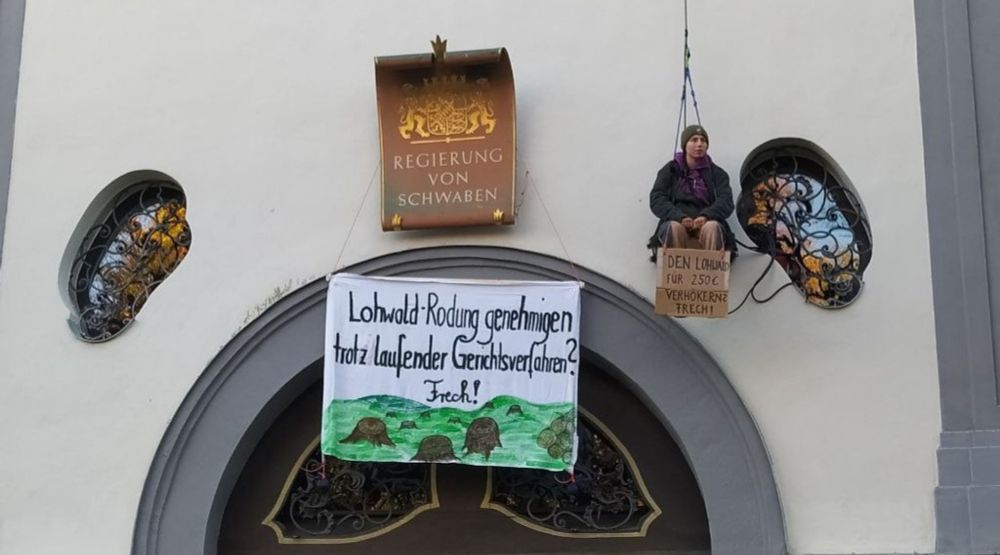 REGIERUNG
VON
SCHWABEN
Lohwald-Rodung genehmigen
trotz laufender Gerichtsverfahren?
Frech!
DEN LOHWALD
FÜR 250€
VERHÖKERN?
FRECH!